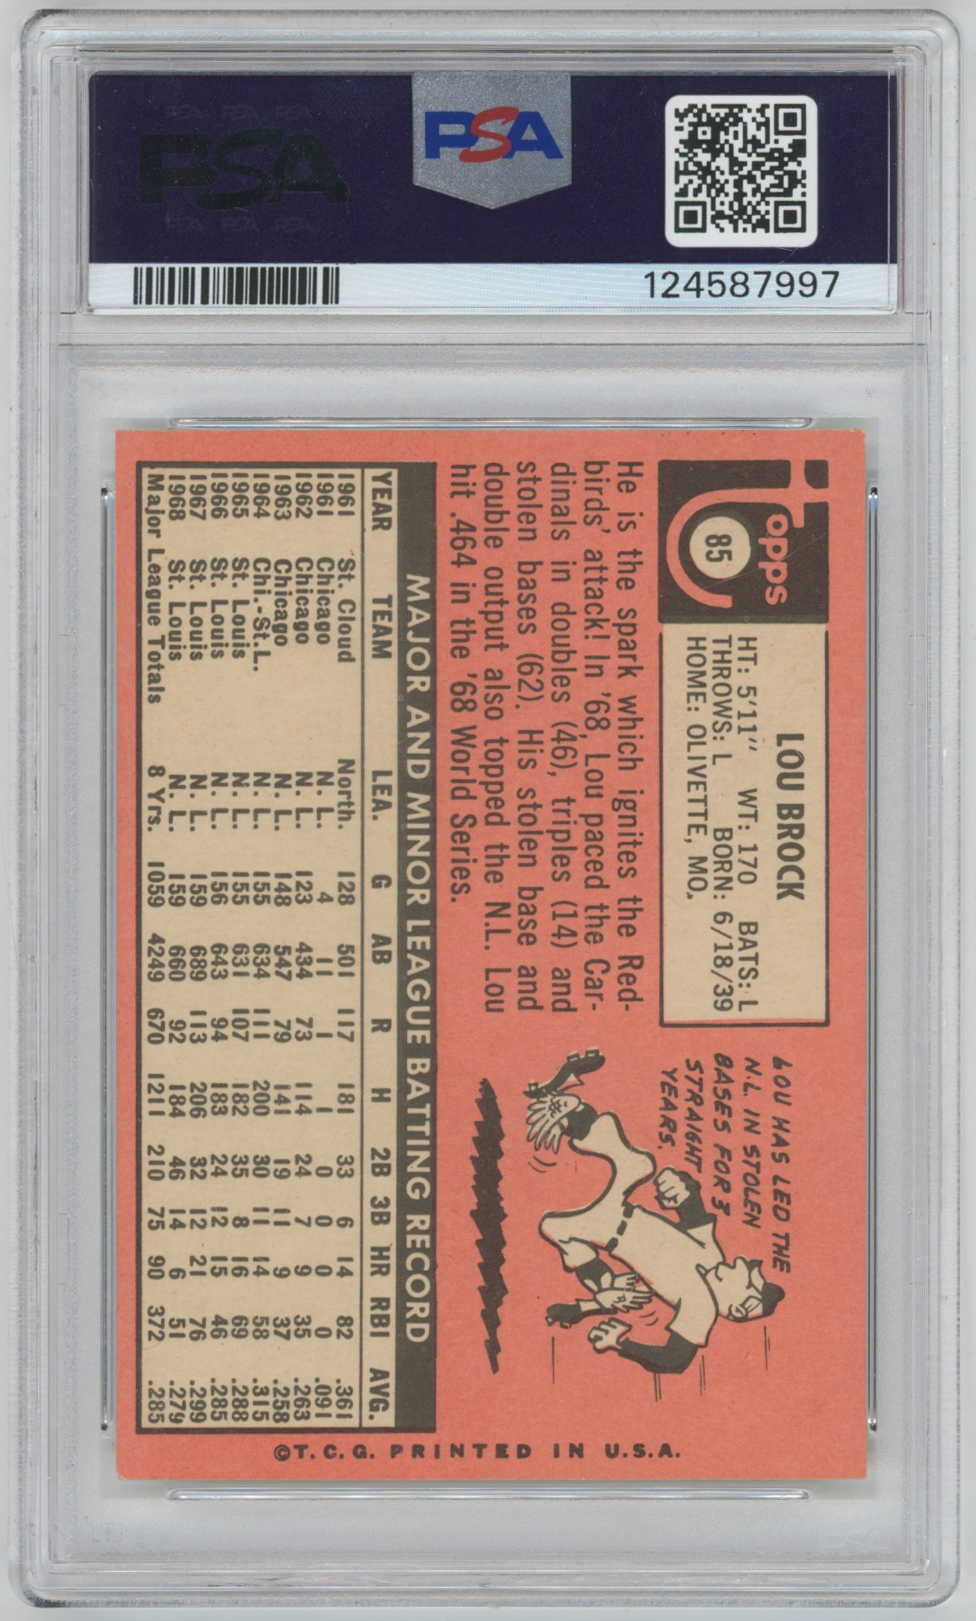 PSA PSA PSA
PSA
PSA PSA PSA
PSA
124587997
Topps
85
LOU BROCK
HT: 5'11" WT: 170 BATS: L
THROWS: L BORN: 6/18/39
HOME: OLIVETTE, MO.
He is the spark which ignites the Red-
birds' attack! In '68, Lou paced the Car-
dinals in doubles (46), triples (14) and
stolen bases (62). His stolen base and
double output also topped the N.L. Lou
hit .464 in the '68 World Series.
LOU HAS LED THE
N.L. IN STOLEN
BASES FOR 3
STRAIGHT
YEARS.
MAJOR AND MINOR LEAGUE BATTING RECORD
YEAR TEAM LEA. G AB R H 2B 3B HR RBI AVG.
1961 St. Cloud North. 128 501 117 181 33 6 14 82 .361
1961 Chicago N. L. 4 11 1 1 0 0 0 0 .091
1962 Chicago N. L. 123 434 73 114 24 7 9 35 .263
1963 Chicago N. L. 148 547 79 141 19 11 9 37 .258
1964 Chi.-St.L. N. L. 155 634 111 200 30 11 14 58 .315
1965 St. Louis N. L. 155 631 107 182 35 8 16 69 .288
1966 St. Louis N. L. 156 643 94 183 24 12 15 46 .285
1967 St. Louis N. L. 159 689 113 206 32 12 21 76 .299
1968 St. Louis N. L. 159 660 92 184 46 14 6 51 .279
Major League Totals 8 Yrs. 1059 4249 670 1211 210 75 90 372 .285
©T.C.G. PRINTED IN U.S.A.